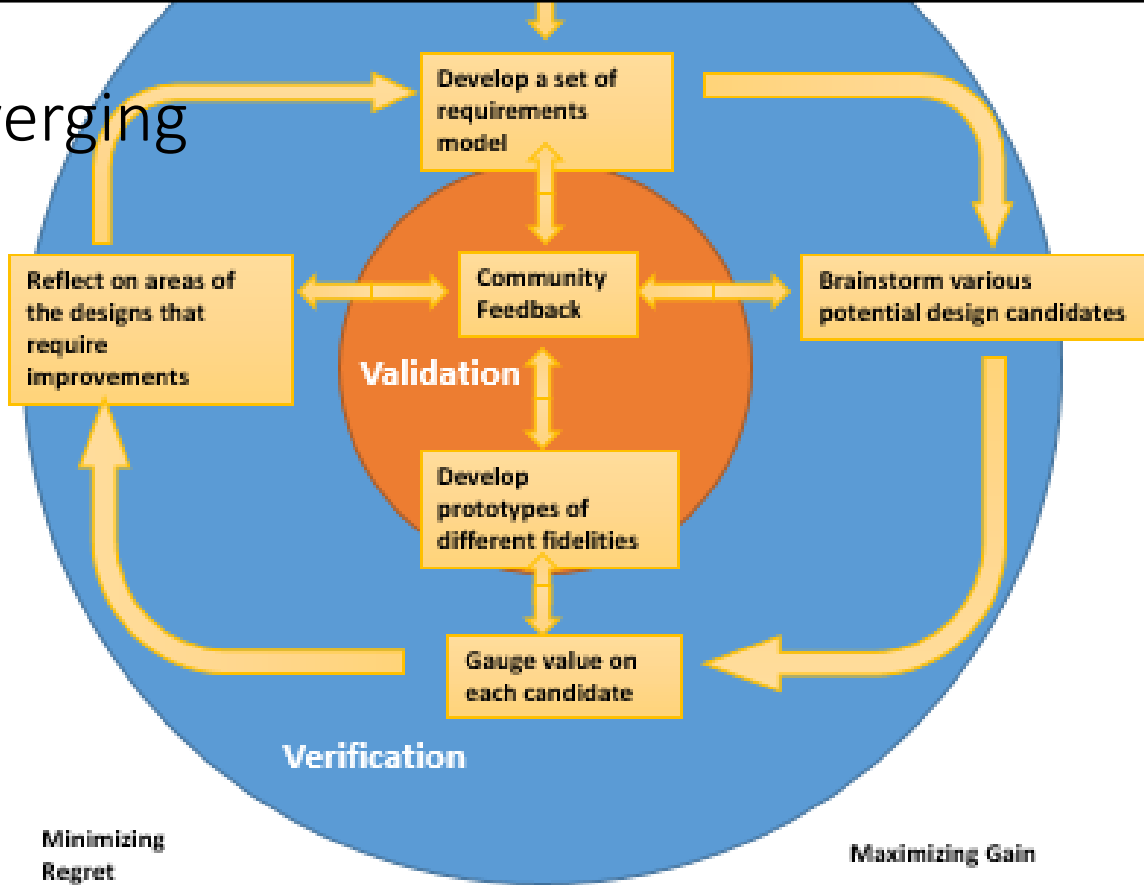 Develop a set of
requirements
model
erging
Reflect on areas of
the designs that
require
improvements
Community
Feedback
Brainstorm various
potential design candidates
Validation
Develop
prototypes of
different fidelities
Gauge value on
each candidate
Verification
Minimizing
Regret
Maximizing Gain